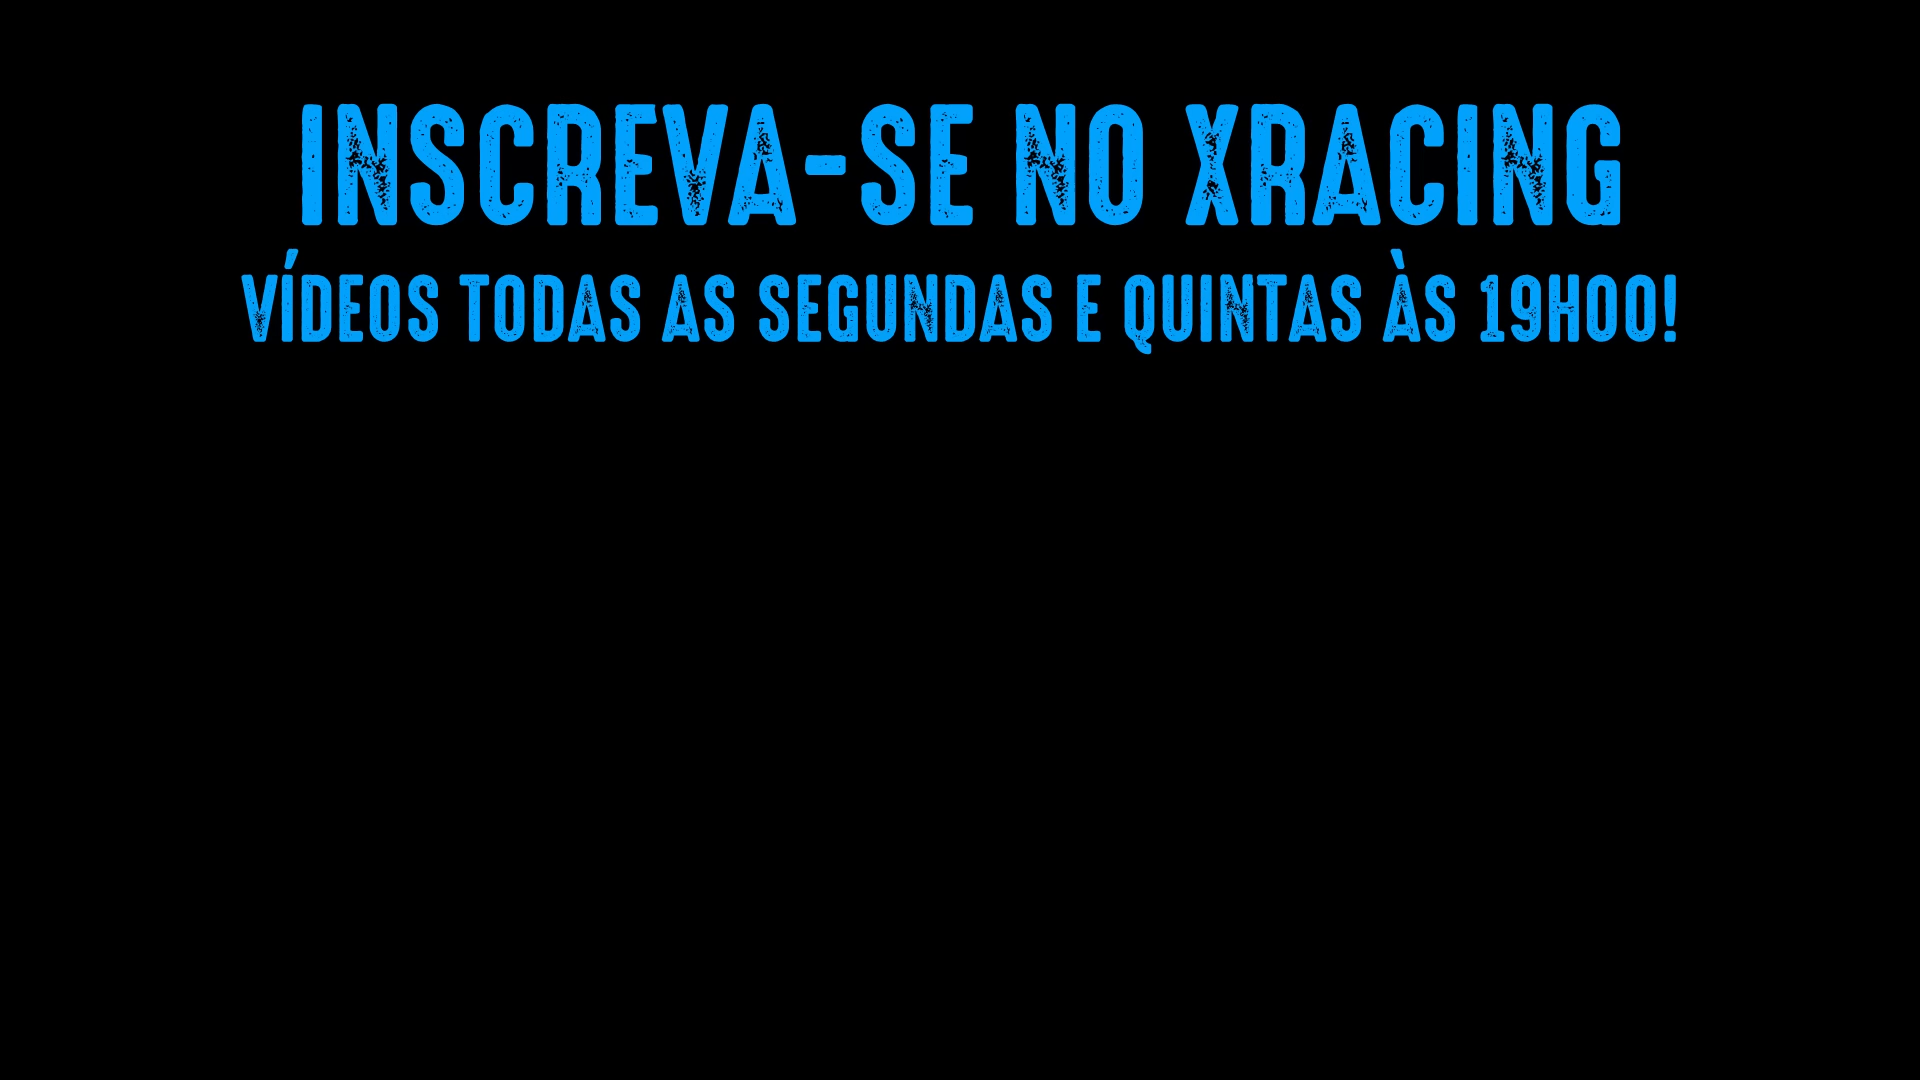 INSCREVA-SE NO XRACING
VÍDEOS TODAS AS SEGUNDAS E QUINTAS ÀS 19H00!